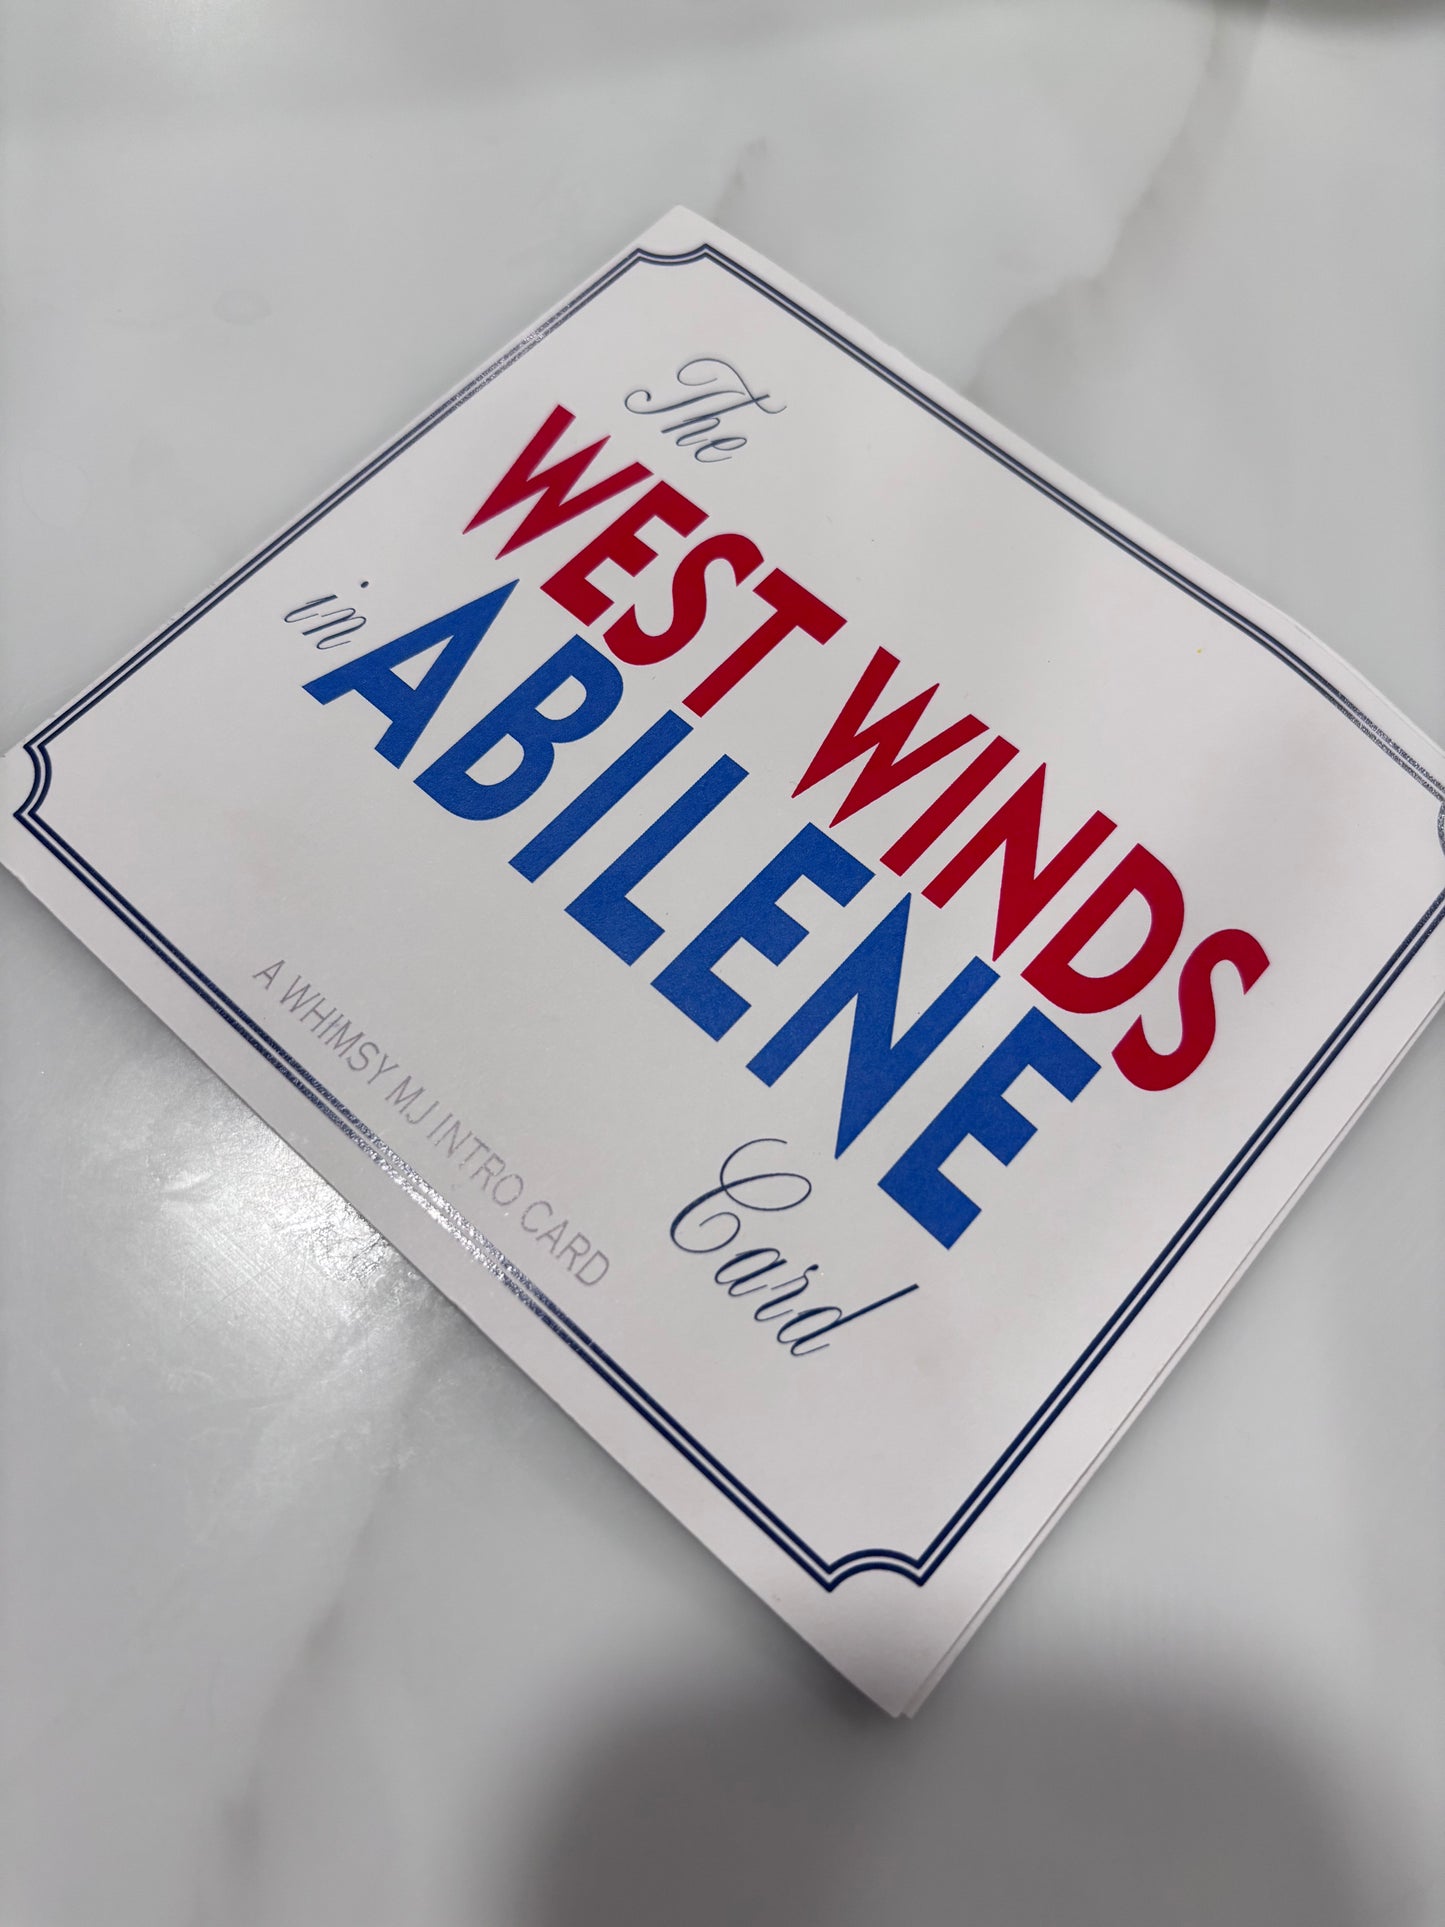 The
WEST WINDS
in ABILENE
Card
A WHIMSY MJ INTRO CARD